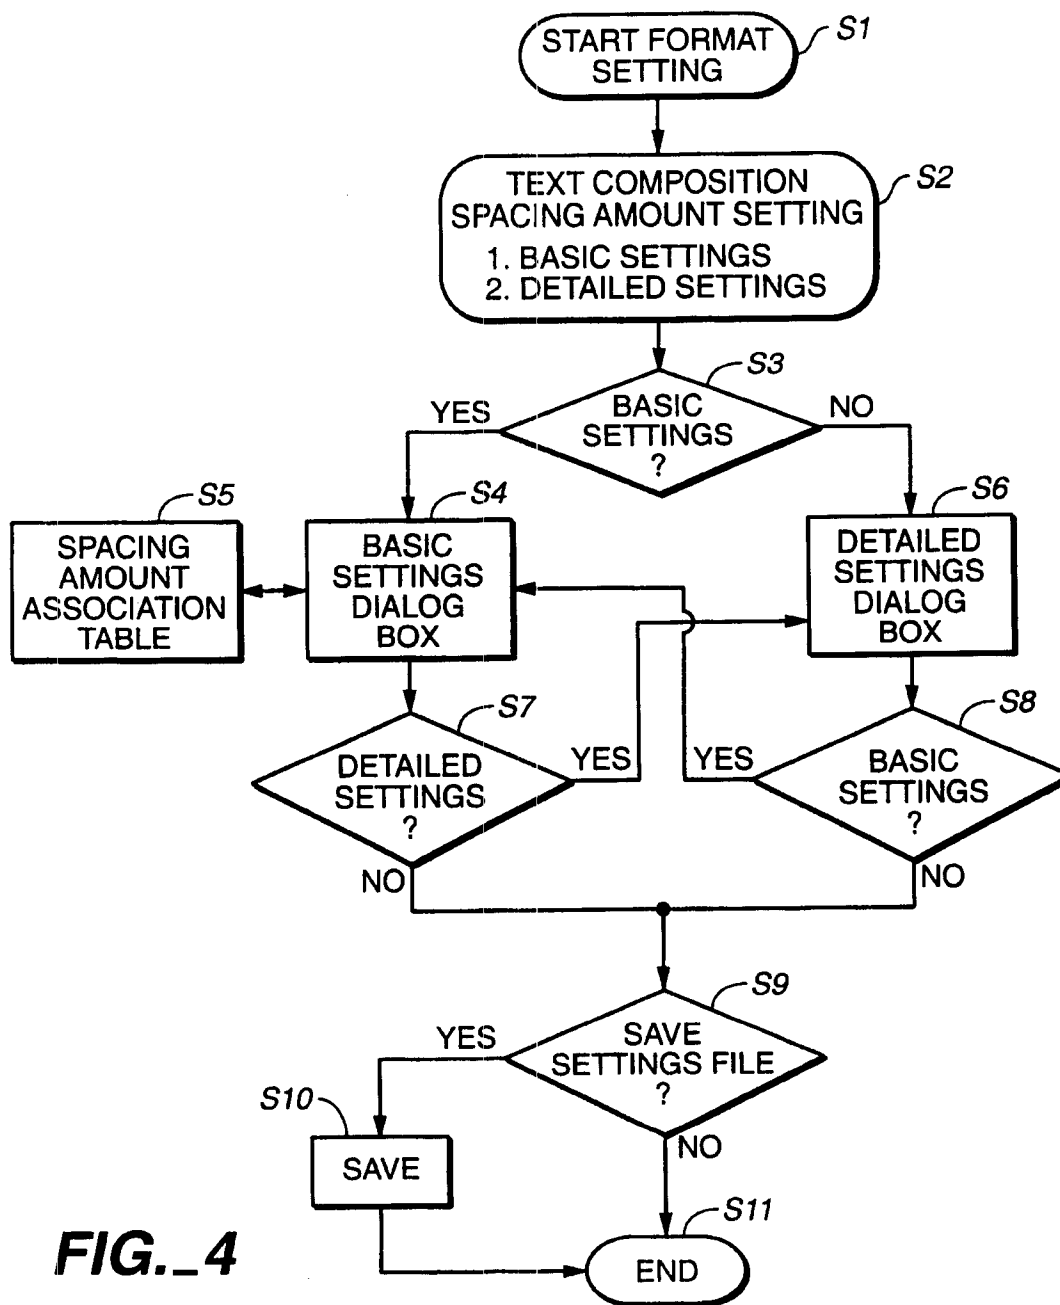 START FORMAT
SETTING
S1
TEXT COMPOSITION
SPACING AMOUNT SETTING
1. BASIC SETTINGS
2. DETAILED SETTINGS
S2
S3
BASIC
SETTINGS
?
YES
NO
S5
SPACING
AMOUNT
ASSOCIATION
TABLE
S4
BASIC
SETTINGS
DIALOG
BOX
S6
DETAILED
SETTINGS
DIALOG
BOX
S7
DETAILED
SETTINGS
?
YES
NO
S8
BASIC
SETTINGS
?
YES
NO
S9
SAVE
SETTINGS FILE
?
YES
NO
S10
SAVE
S11
END
FIG._4